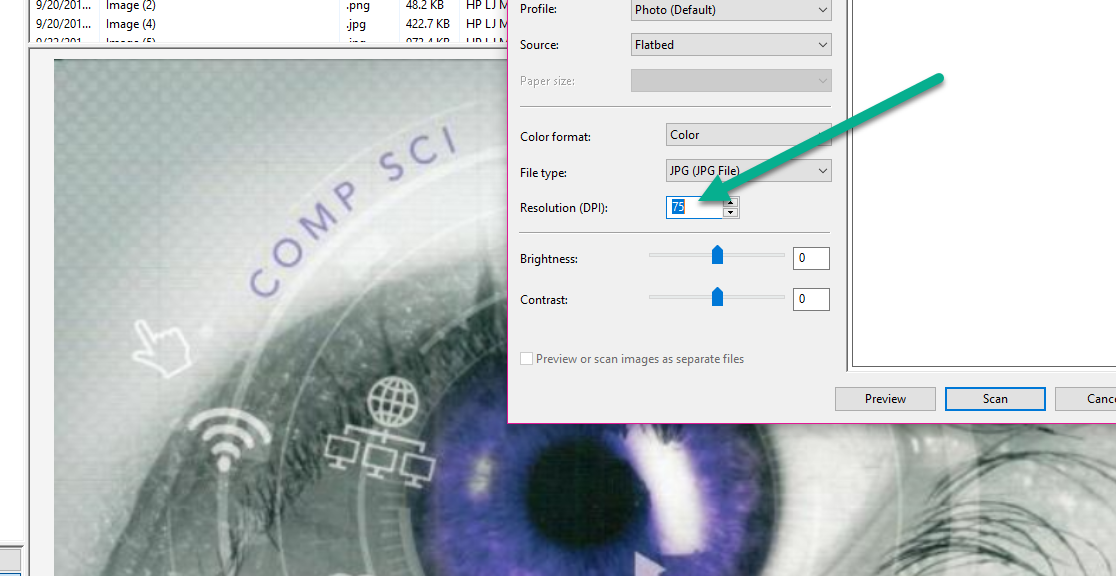 9/20/201... Image (2) .png 48.2 KB HP LJ M
9/20/201... Image (4) .jpg 422.7 KB HP LJ M
Profile: Photo (Default)
Source: Flatbed
Paper size:
Color format: Color
File type: JPG (JPG File)
Resolution (DPI): 75
Brightness: 0
Contrast: 0
Preview or scan images as separate files
Preview Scan Canc
COMP SCI